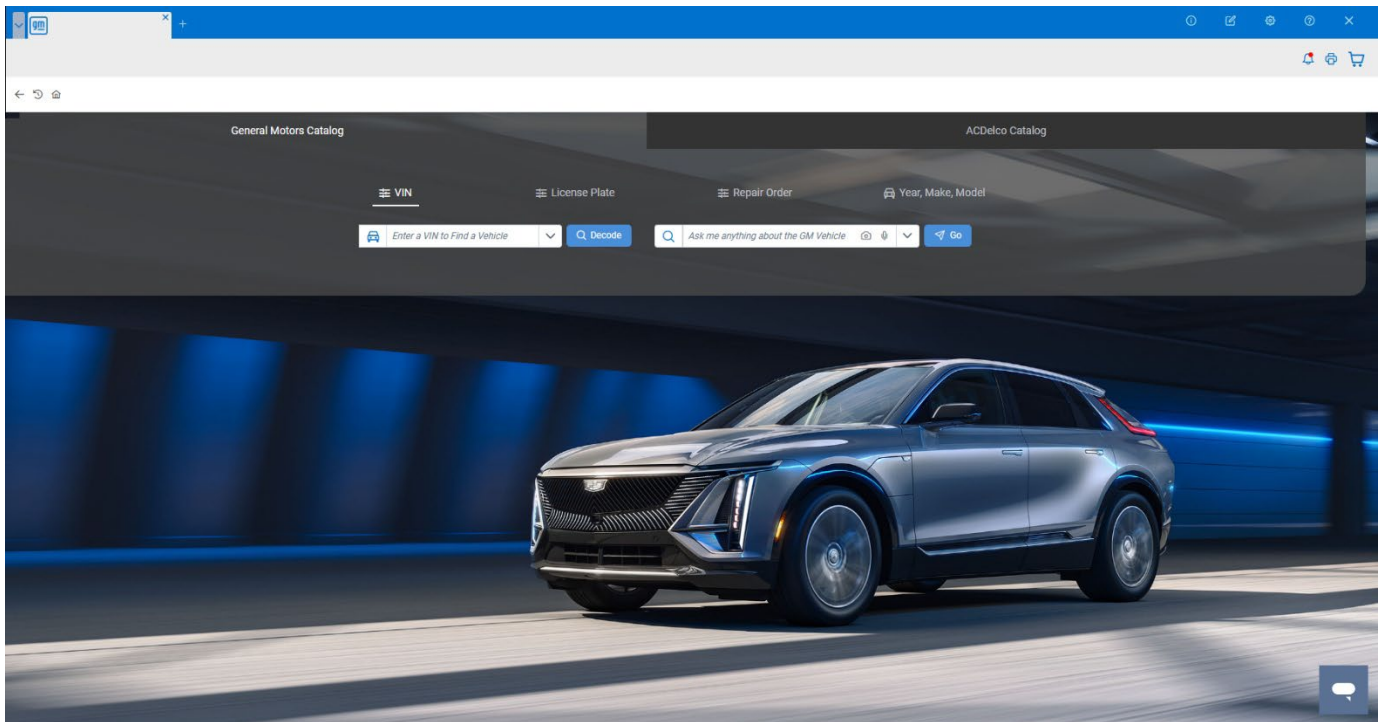 gm
General Motors Catalog
ACDelco Catalog
VIN
License Plate
Repair Order
Year, Make, Model
Enter a VIN to Find a Vehicle
Decode
Ask me anything about the GM Vehicle
Go